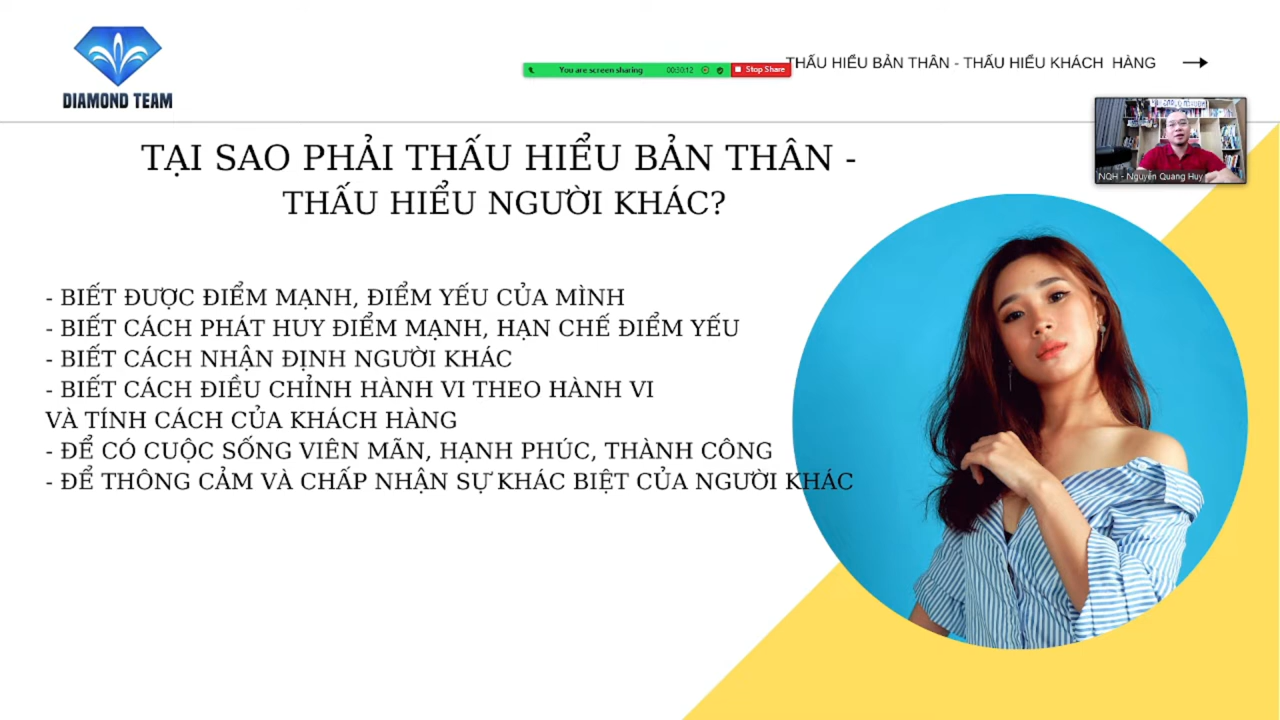 DIAMOND TEAM
You are screen sharing 00:50:12 Stop Share
THẤU HIỂU BẢN THÂN - THẤU HIỂU KHÁCH HÀNG
NQH - Nguyễn Quang Huy
TẠI SAO PHẢI THẤU HIỂU BẢN THÂN -
THẤU HIỂU NGƯỜI KHÁC?
- BIẾT ĐƯỢC ĐIỂM MẠNH, ĐIỂM YẾU CỦA MÌNH
- BIẾT CÁCH PHÁT HUY ĐIỂM MẠNH, HẠN CHẾ ĐIỂM YẾU
- BIẾT CÁCH NHẬN ĐỊNH NGƯỜI KHÁC
- BIẾT CÁCH ĐIỀU CHỈNH HÀNH VI THEO HÀNH VI
VÀ TÍNH CÁCH CỦA KHÁCH HÀNG
- ĐỂ CÓ CUỘC SỐNG VIÊN MÃN, HẠNH PHÚC, THÀNH CÔNG
- ĐỂ THÔNG CẢM VÀ CHẤP NHẬN SỰ KHÁC BIỆT CỦA NGƯỜI KHÁC